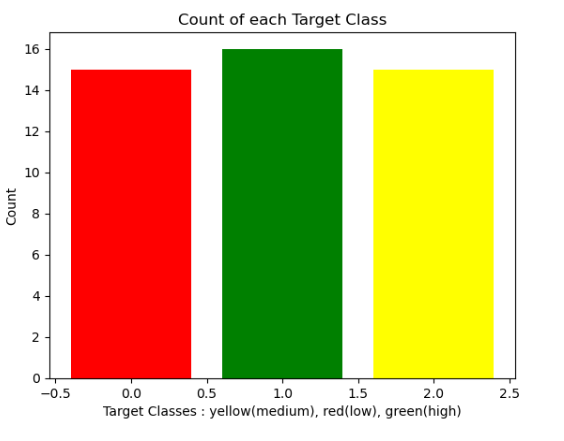 Count of each Target Class
16
14
12
10
8
6
4
2
0
Count
−0.5 0.0 0.5 1.0 1.5 2.0 2.5
Target Classes : yellow(medium), red(low), green(high)